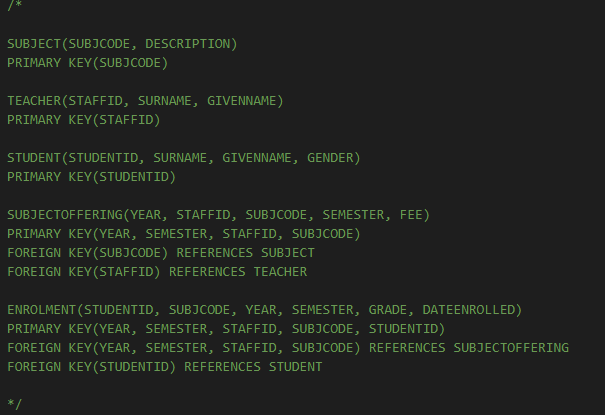 /*
SUBJECT(SUBJCODE, DESCRIPTION)
PRIMARY KEY(SUBJCODE)
TEACHER(STAFFID, SURNAME, GIVENNAME)
PRIMARY KEY(STAFFID)
STUDENT(STUDENTID, SURNAME, GIVENNAME, GENDER)
PRIMARY KEY(STUDENTID)
SUBJECTOFFERING(YEAR, STAFFID, SUBJCODE, SEMESTER, FEE)
PRIMARY KEY(YEAR, SEMESTER, STAFFID, SUBJCODE)
FOREIGN KEY(SUBJCODE) REFERENCES SUBJECT
FOREIGN KEY(STAFFID) REFERENCES TEACHER
ENROLMENT(STUDENTID, SUBJCODE, YEAR, SEMESTER, GRADE, DATEENROLLED)
PRIMARY KEY(YEAR, SEMESTER, STAFFID, SUBJCODE, STUDENTID)
FOREIGN KEY(YEAR, SEMESTER, STAFFID, SUBJCODE) REFERENCES SUBJECTOFFERING
FOREIGN KEY(STUDENTID) REFERENCES STUDENT
*/